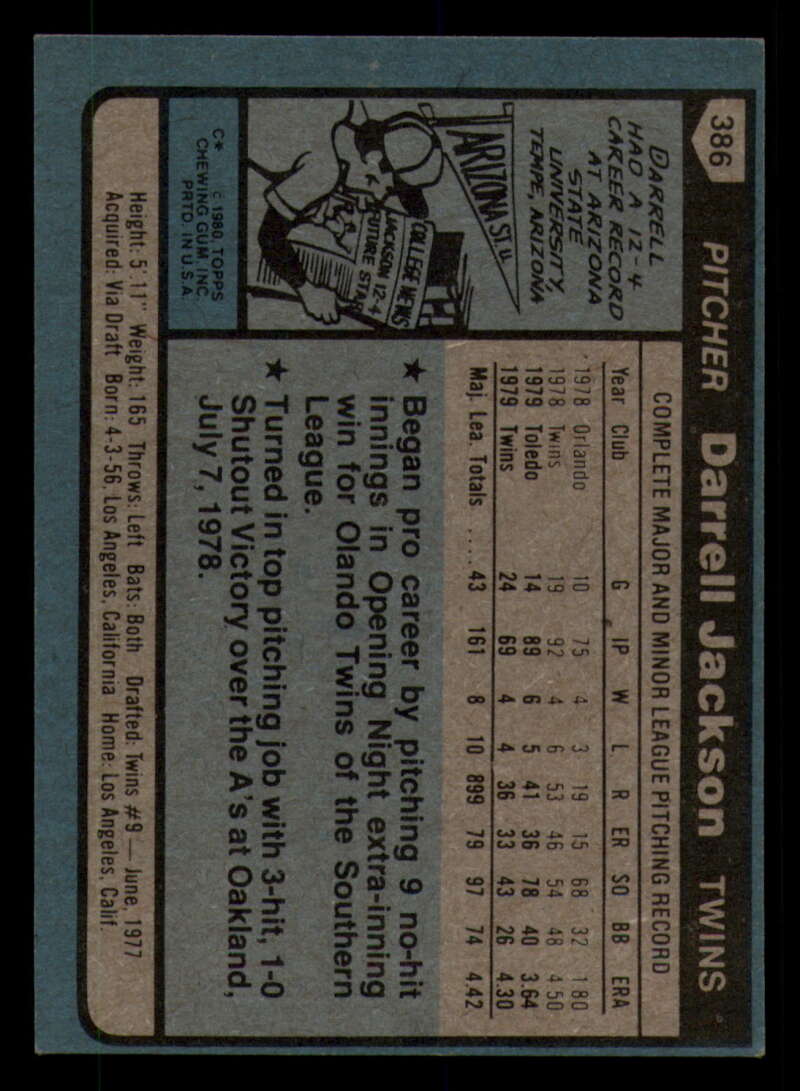 386 PITCHER Darrell Jackson TWINS
DARRELL
HAD A 12-4
CAREER RECORD
AT ARIZONA
STATE
UNIVERSITY,
TEMPE, ARIZONA
ARIZONA ST. U.
COLLEGE NEWS
JACKSON 12-4
FUTURE STAR
C* © 1980, TOPPS
CHEWING GUM, INC.
PRTD. IN U.S.A.
COMPLETE MAJOR AND MINOR LEAGUE PITCHING RECORD
Year Club G IP W L R ER SO BB ERA
1978 Orlando 10 75 4 3 19 15 68 32 1.80
1978 Twins 19 92 4 6 53 46 54 48 4.50
1979 Toledo 14 89 6 5 41 36 78 40 3.64
1979 Twins 24 69 4 4 36 33 43 26 4.30
Maj. Lea. Totals ..... 43 161 8 10 899 79 97 74 4.42
★ Began pro career by pitching 9 no-hit
innings in Opening Night extra-inning
win for Olando Twins of the Southern
League.
★ Turned in top pitching job with 3-hit, 1-0
Shutout Victory over the A's at Oakland,
July 7, 1978.
Height: 5' 11" Weight: 165 Throws: Left Bats: Both Drafted: Twins #9 — June, 1977
Acquired: Via Draft Born: 4-3-56, Los Angeles, California Home: Los Angeles, Calif.